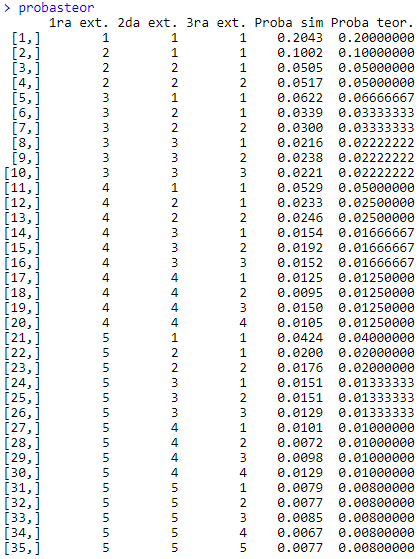 > probasteor
1ra ext. 2da ext. 3ra ext. Proba sim Proba teor.
[1,] 1 1 1 0.2043 0.20000000
[2,] 2 1 1 0.1002 0.10000000
[3,] 2 2 1 0.0505 0.05000000
[4,] 2 2 2 0.0517 0.05000000
[5,] 3 1 1 0.0622 0.06666667
[6,] 3 2 1 0.0339 0.03333333
[7,] 3 2 2 0.0300 0.03333333
[8,] 3 3 1 0.0216 0.02222222
[9,] 3 3 2 0.0238 0.02222222
[10,] 3 3 3 0.0221 0.02222222
[11,] 4 1 1 0.0529 0.05000000
[12,] 4 2 1 0.0233 0.02500000
[13,] 4 2 2 0.0246 0.02500000
[14,] 4 3 1 0.0154 0.01666667
[15,] 4 3 2 0.0192 0.01666667
[16,] 4 3 3 0.0152 0.01666667
[17,] 4 4 1 0.0125 0.01250000
[18,] 4 4 2 0.0095 0.01250000
[19,] 4 4 3 0.0150 0.01250000
[20,] 4 4 4 0.0105 0.01250000
[21,] 5 1 1 0.0424 0.04000000
[22,] 5 2 1 0.0200 0.02000000
[23,] 5 2 2 0.0176 0.02000000
[24,] 5 3 1 0.0151 0.01333333
[25,] 5 3 2 0.0151 0.01333333
[26,] 5 3 3 0.0129 0.01333333
[27,] 5 4 1 0.0101 0.01000000
[28,] 5 4 2 0.0072 0.01000000
[29,] 5 4 3 0.0098 0.01000000
[30,] 5 4 4 0.0129 0.01000000
[31,] 5 5 1 0.0079 0.00800000
[32,] 5 5 2 0.0077 0.00800000
[33,] 5 5 3 0.0085 0.00800000
[34,] 5 5 4 0.0067 0.00800000
[35,] 5 5 5 0.0077 0.00800000